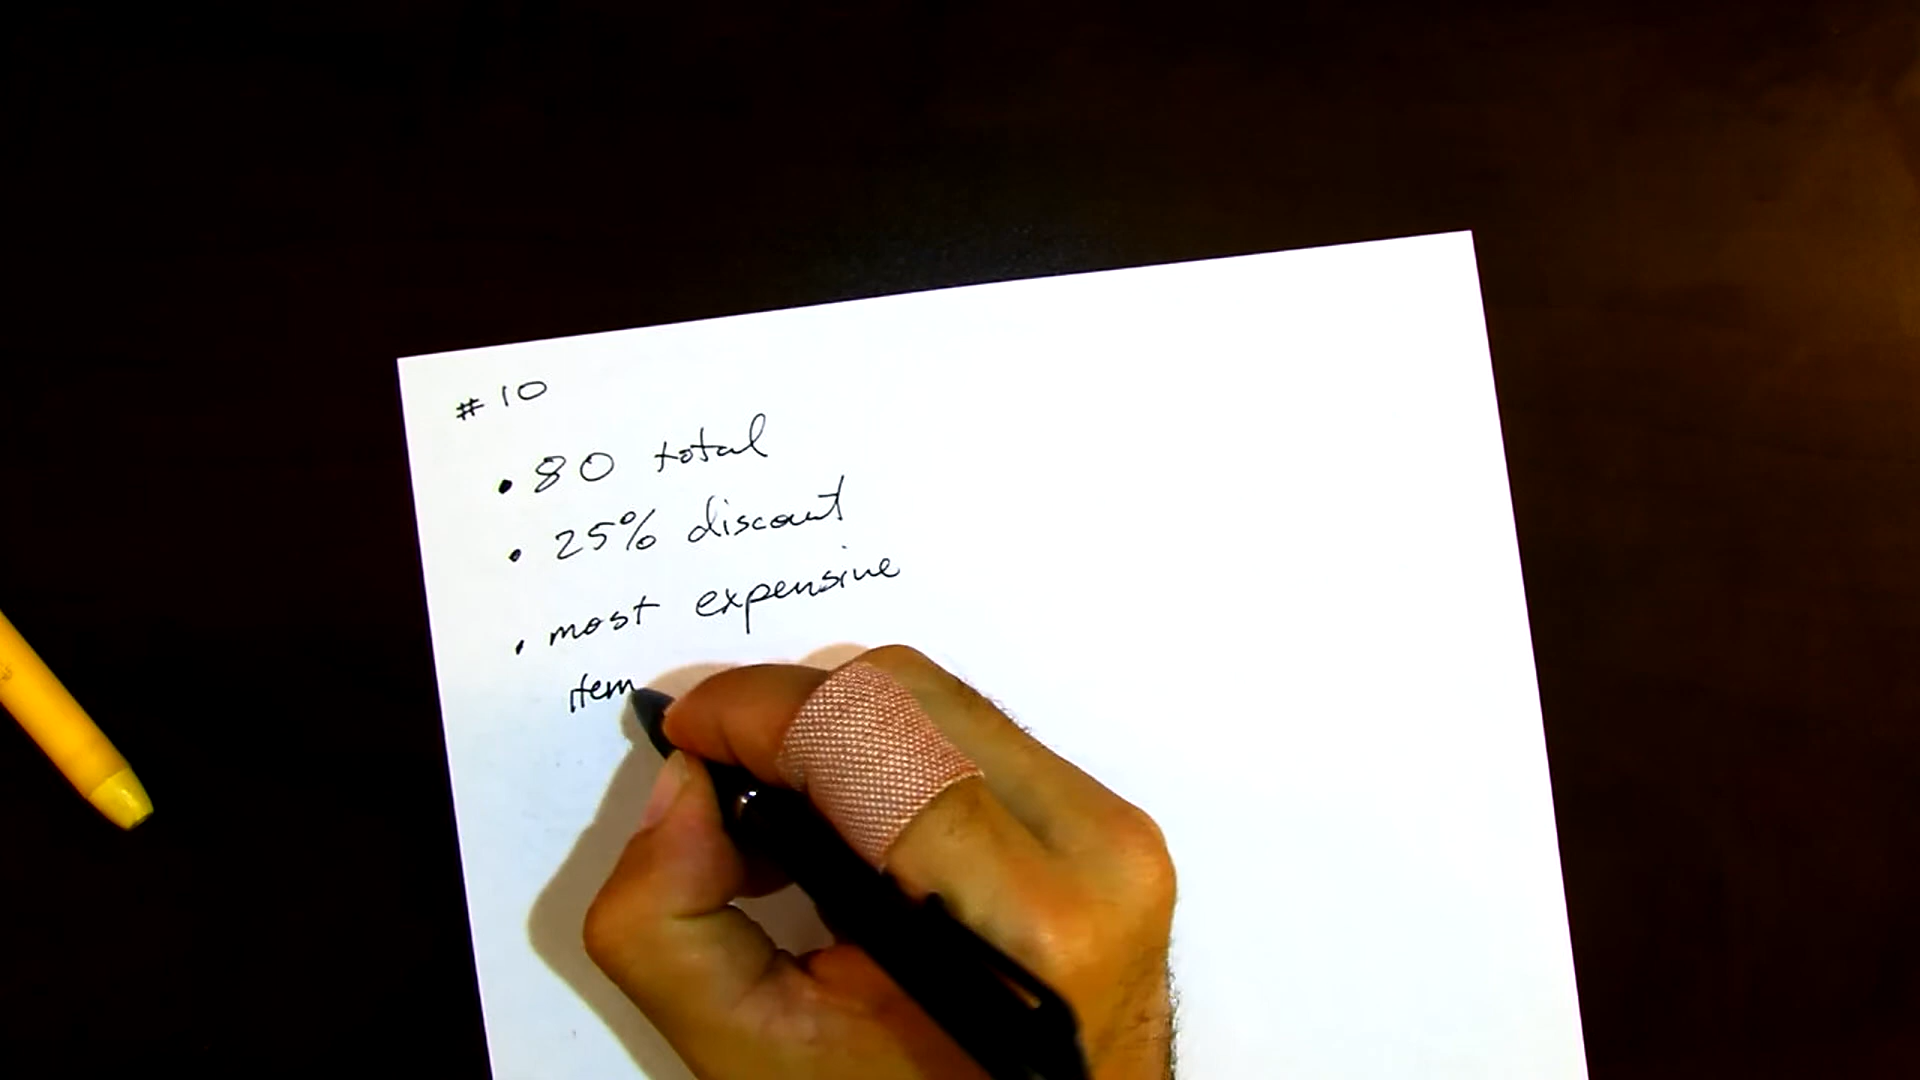 #10
• 80 total
• 25% discount
• most expensive
item